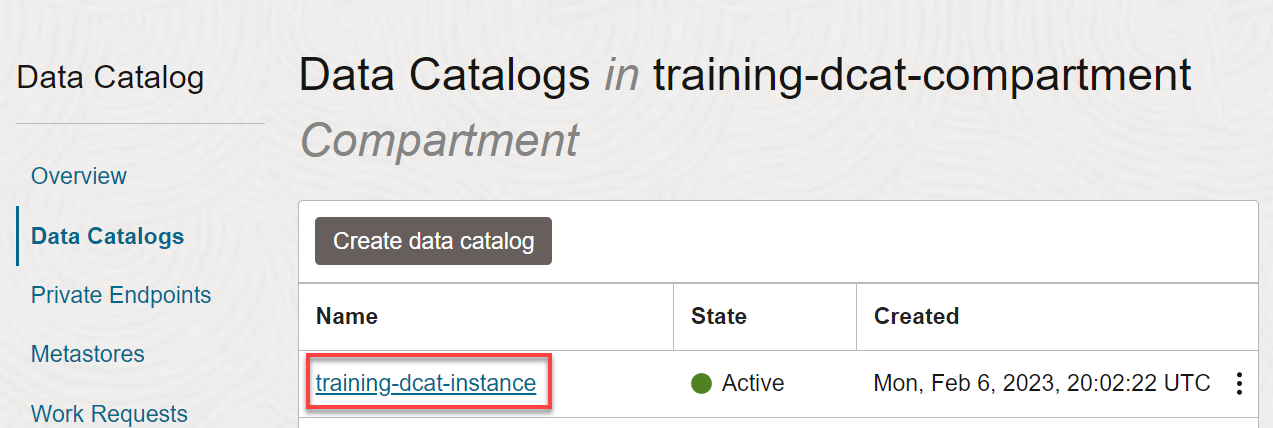 Data Catalog
Overview
Data Catalogs
Private Endpoints
Metastores
Work Requests
Data Catalogs in training-dcat-compartment
Compartment
Create data catalog
Name State Created
training-dcat-instance Active Mon, Feb 6, 2023, 20:02:22 UTC